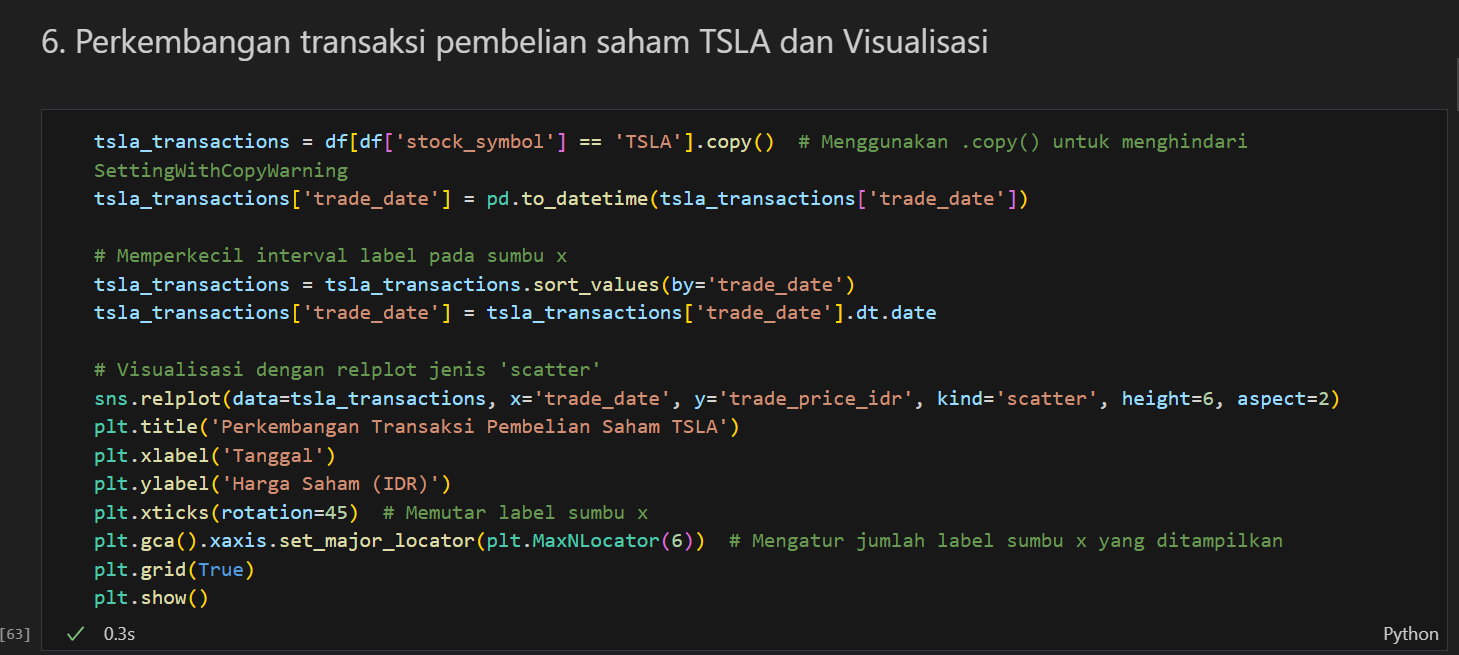 6. Perkembangan transaksi pembelian saham TSLA dan Visualisasi
tsla_transactions = df[df['stock_symbol'] == 'TSLA'].copy()  # Menggunakan .copy() untuk menghindari
SettingWithCopyWarning
tsla_transactions['trade_date'] = pd.to_datetime(tsla_transactions['trade_date'])
# Memperkecil interval label pada sumbu x
tsla_transactions = tsla_transactions.sort_values(by='trade_date')
tsla_transactions['trade_date'] = tsla_transactions['trade_date'].dt.date
# Visualisasi dengan relplot jenis 'scatter'
sns.relplot(data=tsla_transactions, x='trade_date', y='trade_price_idr', kind='scatter', height=6, aspect=2)
plt.title('Perkembangan Transaksi Pembelian Saham TSLA')
plt.xlabel('Tanggal')
plt.ylabel('Harga Saham (IDR)')
plt.xticks(rotation=45)  # Memutar label sumbu x
plt.gca().xaxis.set_major_locator(plt.MaxNLocator(6))  # Mengatur jumlah label sumbu x yang ditampilkan
plt.grid(True)
plt.show()
[63] ✓ 0.3s Python